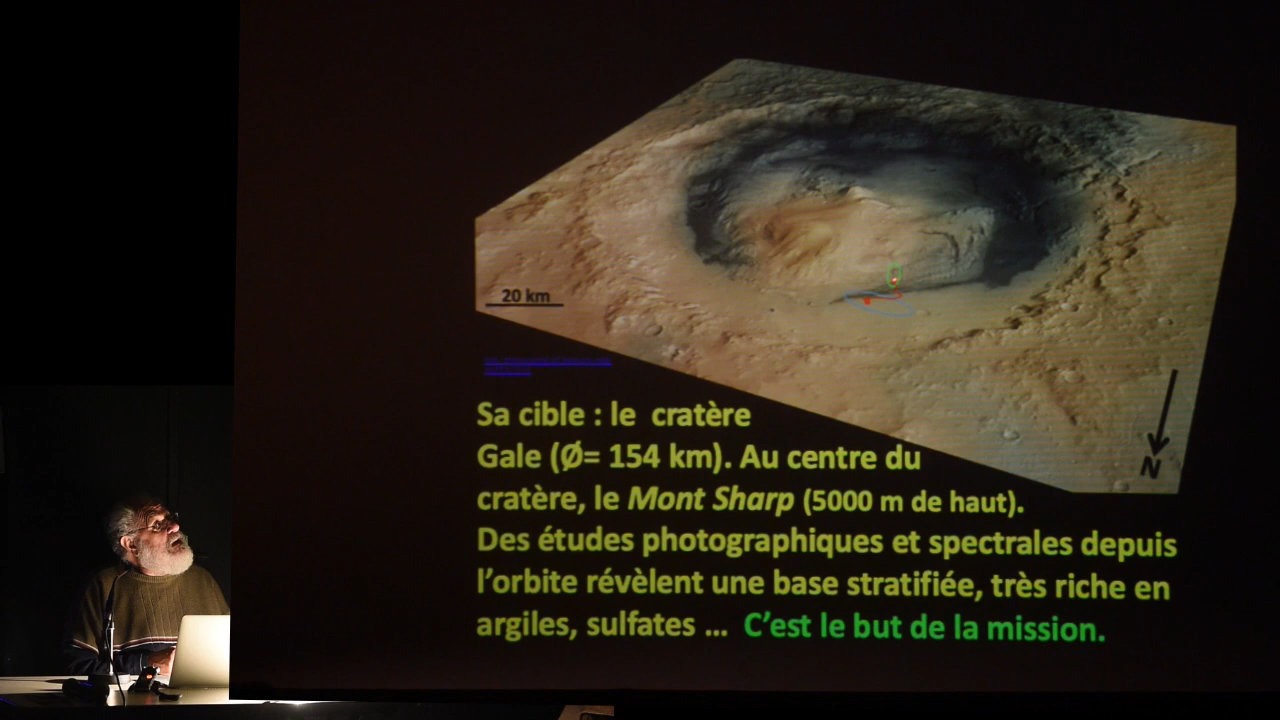 20 km
N
Sa cible : le cratère
Gale (Ø= 154 km). Au centre du
cratère, le Mont Sharp (5000 m de haut).
Des études photographiques et spectrales depuis
l'orbite révèlent une base stratifiée, très riche en
argiles, sulfates ... C'est le but de la mission.